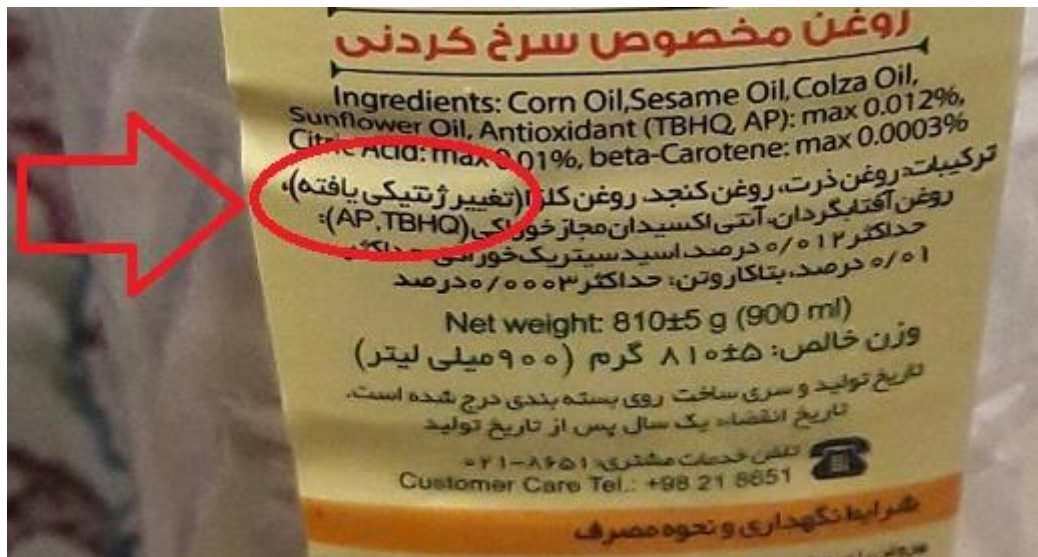 روغن مخصوص سرخ کردنی
Ingredients: Corn Oil,Sesame Oil,Colza Oil,
Sunflower Oil, Antioxidant (TBHQ, AP): max 0.012%,
Citric Acid: max 0.01%, beta-Carotene: max 0.0003%
ترکیبات: روغن ذرت، روغن کنجد، روغن کلزا (تغییر ژنتیکی یافته)،
روغن آفتابگردان، آنتی اکسیدان مجاز خوراکی (AP,TBHQ):
حداکثر ۰/۰۱۲ درصد، اسید سیتریک خوراکی: حداکثر
۰/۰۱ درصد، بتاکاروتن: حداکثر ۰/۰۰۰۳ درصد
Net weight: 810±5 g (900 ml)
وزن خالص: ۸۱۰±۵ گرم (۹۰۰ میلی لیتر)
تاریخ تولید و سری ساخت روی بسته بندی درج شده است.
تاریخ انقضاء: یک سال پس از تاریخ تولید
تلفن خدمات مشتری: ۸۶۵۱-۰۲۱
Customer Care Tel.: +98 21 8651
شرایط نگهداری و نحوه مصرف